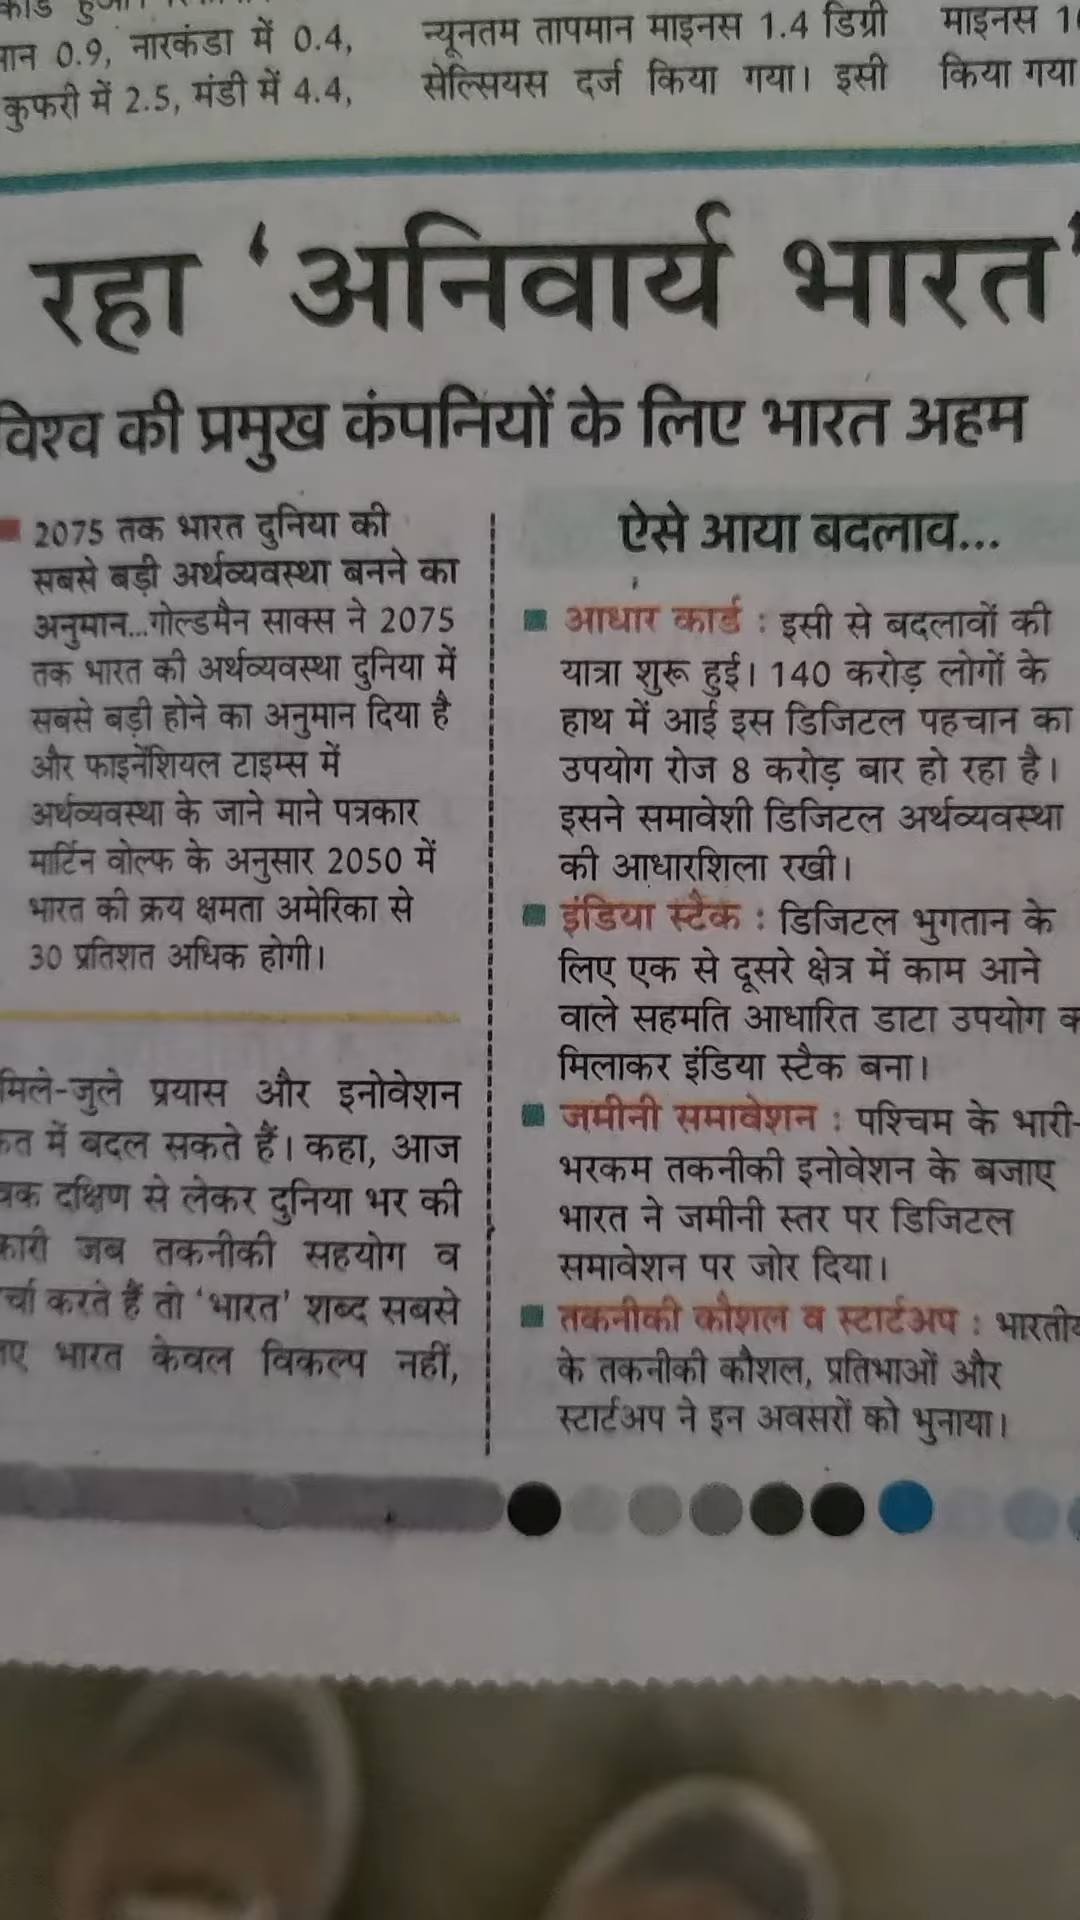 0.9, नारकंडा में 0.4,
कुफरी में 2.5, मंडी में 4.4,
न्यूनतम तापमान माइनस 1.4 डिग्री
सेल्सियस दर्ज किया गया। इसी
माइनस
किया गया
रहा ‘अनिवार्य भारत’
विश्व की प्रमुख कंपनियों के लिए भारत अहम
2075 तक भारत दुनिया की
सबसे बड़ी अर्थव्यवस्था बनने का
अनुमान...गोल्डमैन साक्स ने 2075
तक भारत की अर्थव्यवस्था दुनिया में
सबसे बड़ी होने का अनुमान दिया है
और फाइनेंशियल टाइम्स में
अर्थव्यवस्था के जाने माने पत्रकार
मार्टिन वोल्फ के अनुसार 2050 में
भारत की क्रय क्षमता अमेरिका से
30 प्रतिशत अधिक होगी।
मिले-जुले प्रयास और इनोवेशन
में बदल सकते हैं। कहा, आज
दक्षिण से लेकर दुनिया भर की
जब तकनीकी सहयोग व
करते हैं तो ‘भारत’ शब्द सबसे
भारत केवल विकल्प नहीं,
ऐसे आया बदलाव...
आधार कार्ड : इसी से बदलावों की
यात्रा शुरू हुई। 140 करोड़ लोगों के
हाथ में आई इस डिजिटल पहचान का
उपयोग रोज 8 करोड़ बार हो रहा है।
इसने समावेशी डिजिटल अर्थव्यवस्था
की आधारशिला रखी।
इंडिया स्टैक : डिजिटल भुगतान के
लिए एक से दूसरे क्षेत्र में काम आने
वाले सहमति आधारित डाटा उपयोग
मिलाकर इंडिया स्टैक बना।
जमीनी समावेशन : पश्चिम के भारी-
भरकम तकनीकी इनोवेशन के बजाए
भारत ने जमीनी स्तर पर डिजिटल
समावेशन पर जोर दिया।
तकनीकी कौशल व स्टार्टअप :
के तकनीकी कौशल, प्रतिभाओं और
स्टार्टअप ने इन अवसरों को भुनाया।